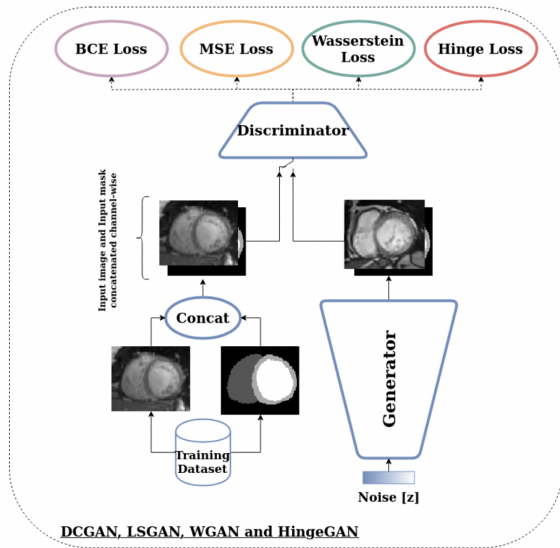 BCE Loss
MSE Loss
Wasserstein
Loss
Hinge Loss
Discriminator
Input image and Input mask
concatenated channel-wise
Concat
Generator
Training
Dataset
Noise [z]
DCGAN, LSGAN, WGAN and HingeGAN